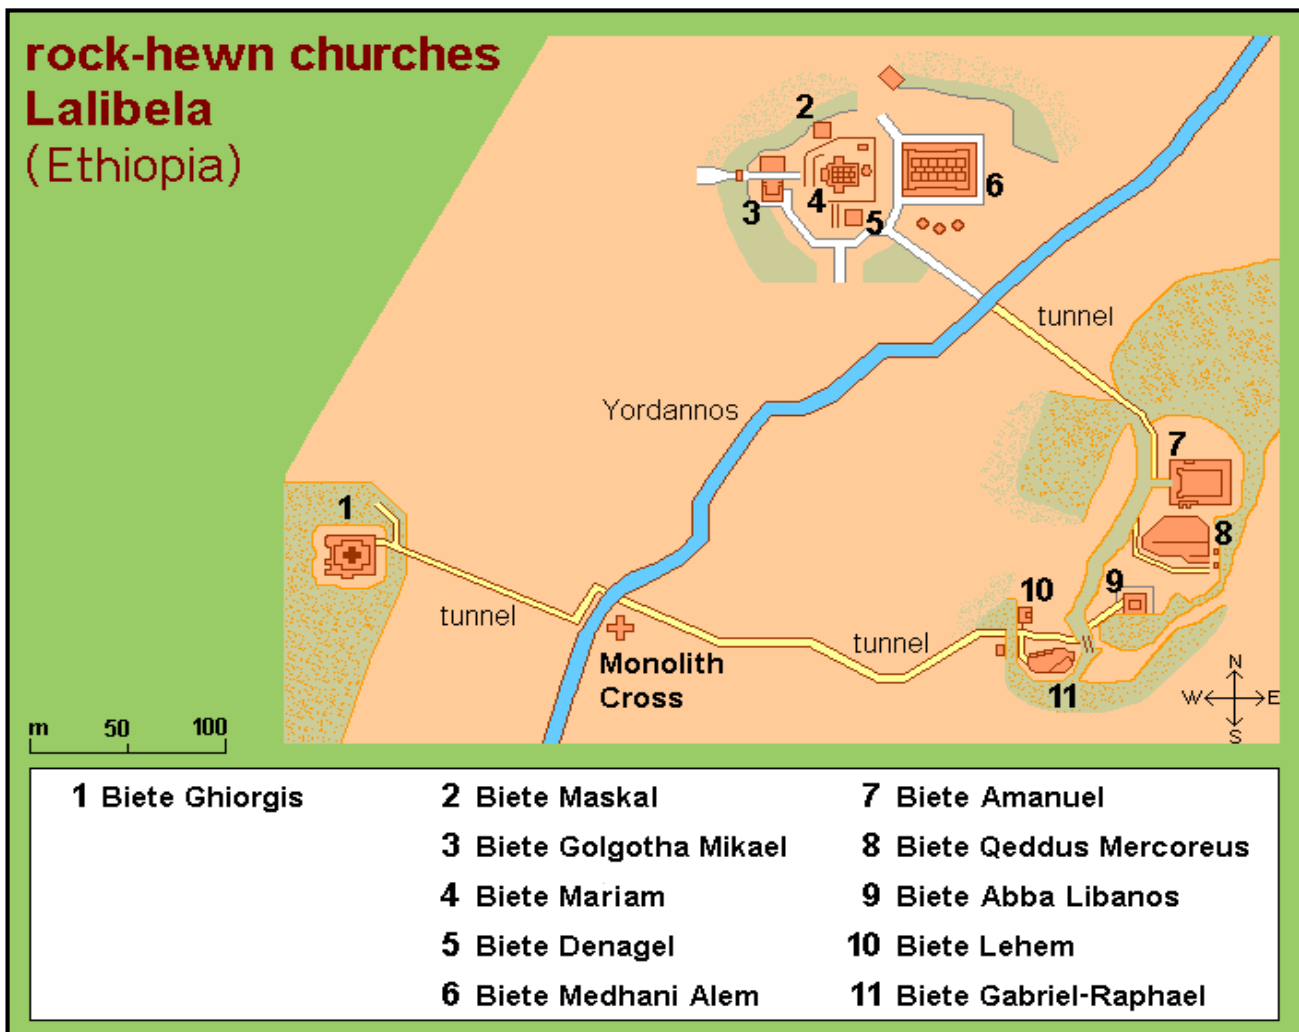 rock-hewn churches
Lalibela
(Ethiopia)
2
3
4
5
6
tunnel
Yordannos
7
1
8
9
10
tunnel
tunnel
Monolith
Cross
11
N
W E
S
m 50 100
1 Biete Ghiorgis
2 Biete Maskal
3 Biete Golgotha Mikael
4 Biete Mariam
5 Biete Denagel
6 Biete Medhani Alem
7 Biete Amanuel
8 Biete Qeddus Mercoreus
9 Biete Abba Libanos
10 Biete Lehem
11 Biete Gabriel-Raphael